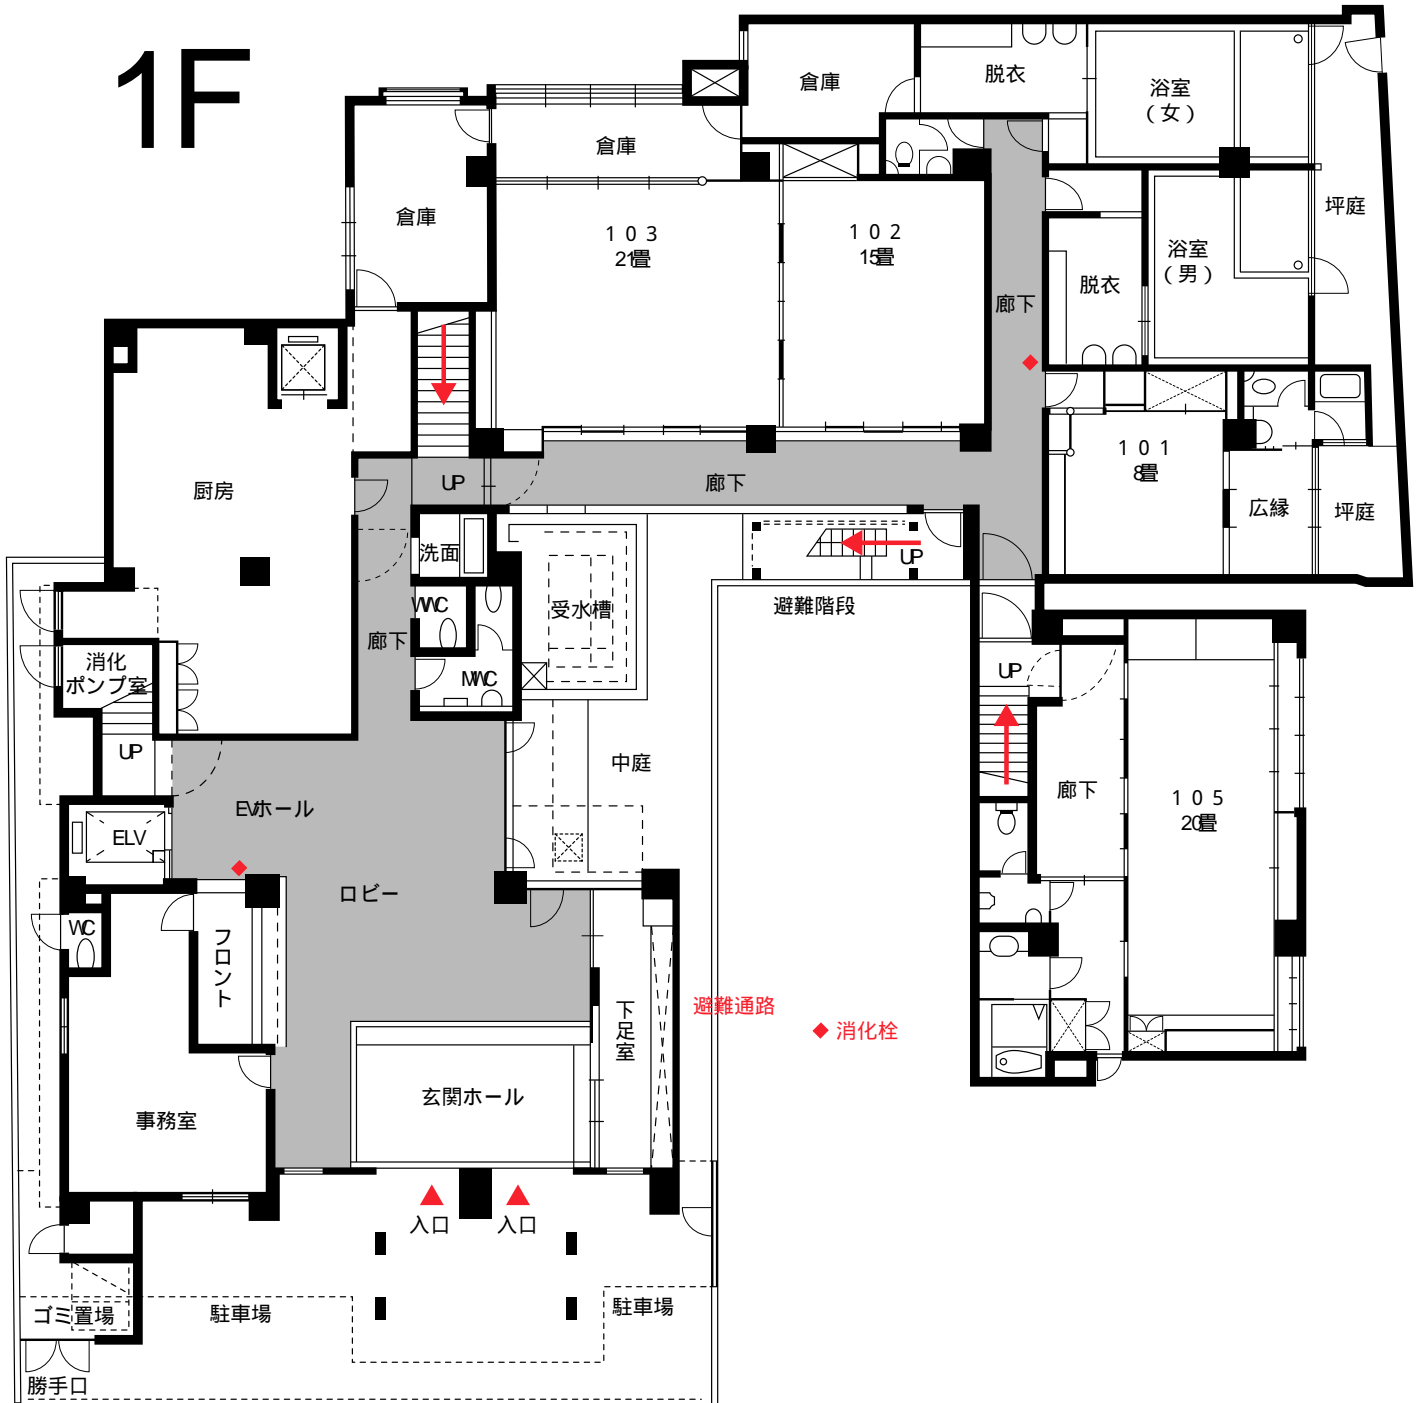 1F
倉庫
脱衣
浴室
（女）
倉庫
倉庫
坪庭
103
21畳
102
15畳
浴室
（男）
脱衣
廊下
101
8畳
厨房
UP
廊下
広縁
坪庭
洗面
UP
避難階段
WWC
受水槽
廊下
消化
ポンプ室
MWC
UP
UP
中庭
廊下
105
20畳
EVホール
ELV
ロビー
WC
フロント
下足室
避難通路
消化栓
玄関ホール
事務室
入口
入口
ゴミ置場
駐車場
駐車場
勝手口